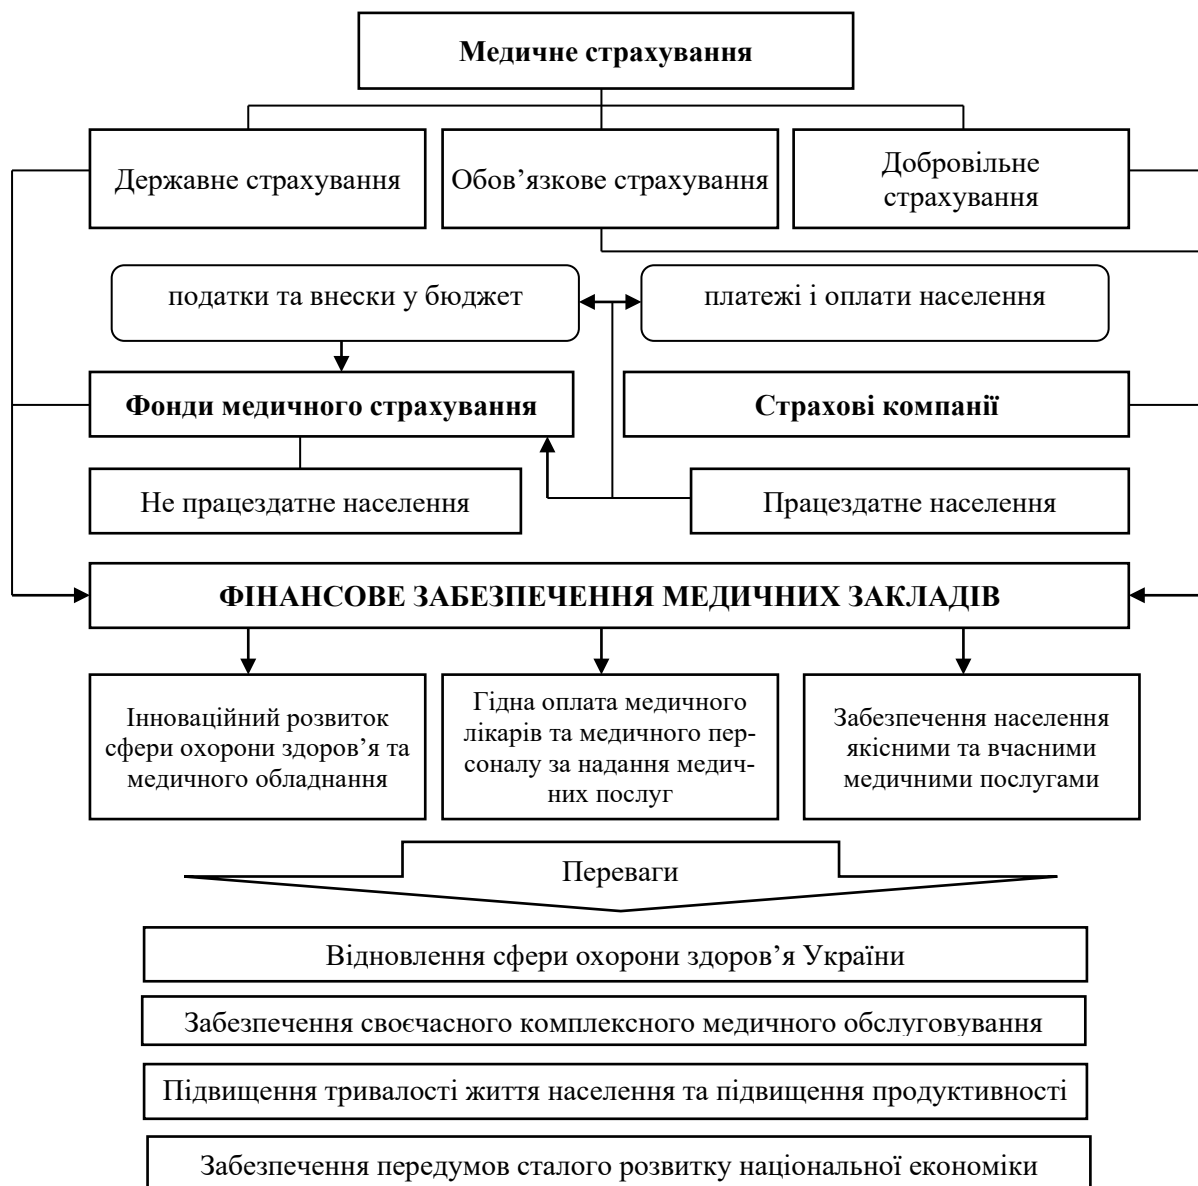 Медичне страхування
Державне страхування
Обов’язкове страхування
Добровільне
страхування
податки та внески у бюджет
платежі і оплати населення
Фонди медичного страхування
Страхові компанії
Не працездатне населення
Працездатне населення
ФІНАНСОВЕ ЗАБЕЗПЕЧЕННЯ МЕДИЧНИХ ЗАКЛАДІВ
Інноваційний розвиток
сфери охорони здоров’я та
медичного обладнання
Гідна оплата медичного
лікарів та медичного пер-
соналу за надання медич-
них послуг
Забезпечення населення
якісними та вчасними
медичними послугами
Переваги
Відновлення сфери охорони здоров’я України
Забезпечення своєчасного комплексного медичного обслуговування
Підвищення тривалості життя населення та підвищення продуктивності
Забезпечення передумов сталого розвитку національної економіки